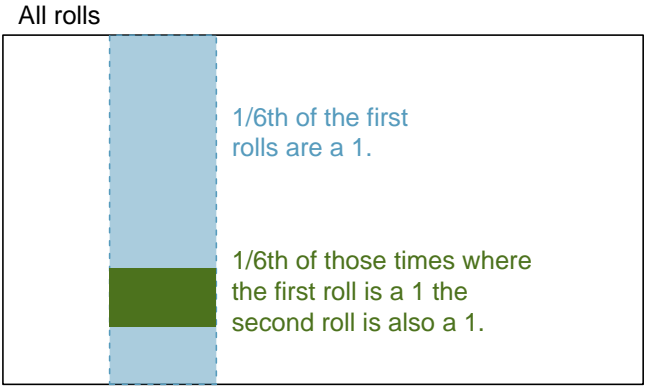 All rolls
1/6th of the first
rolls are a 1.
1/6th of those times where
the first roll is a 1 the
second roll is also a 1.